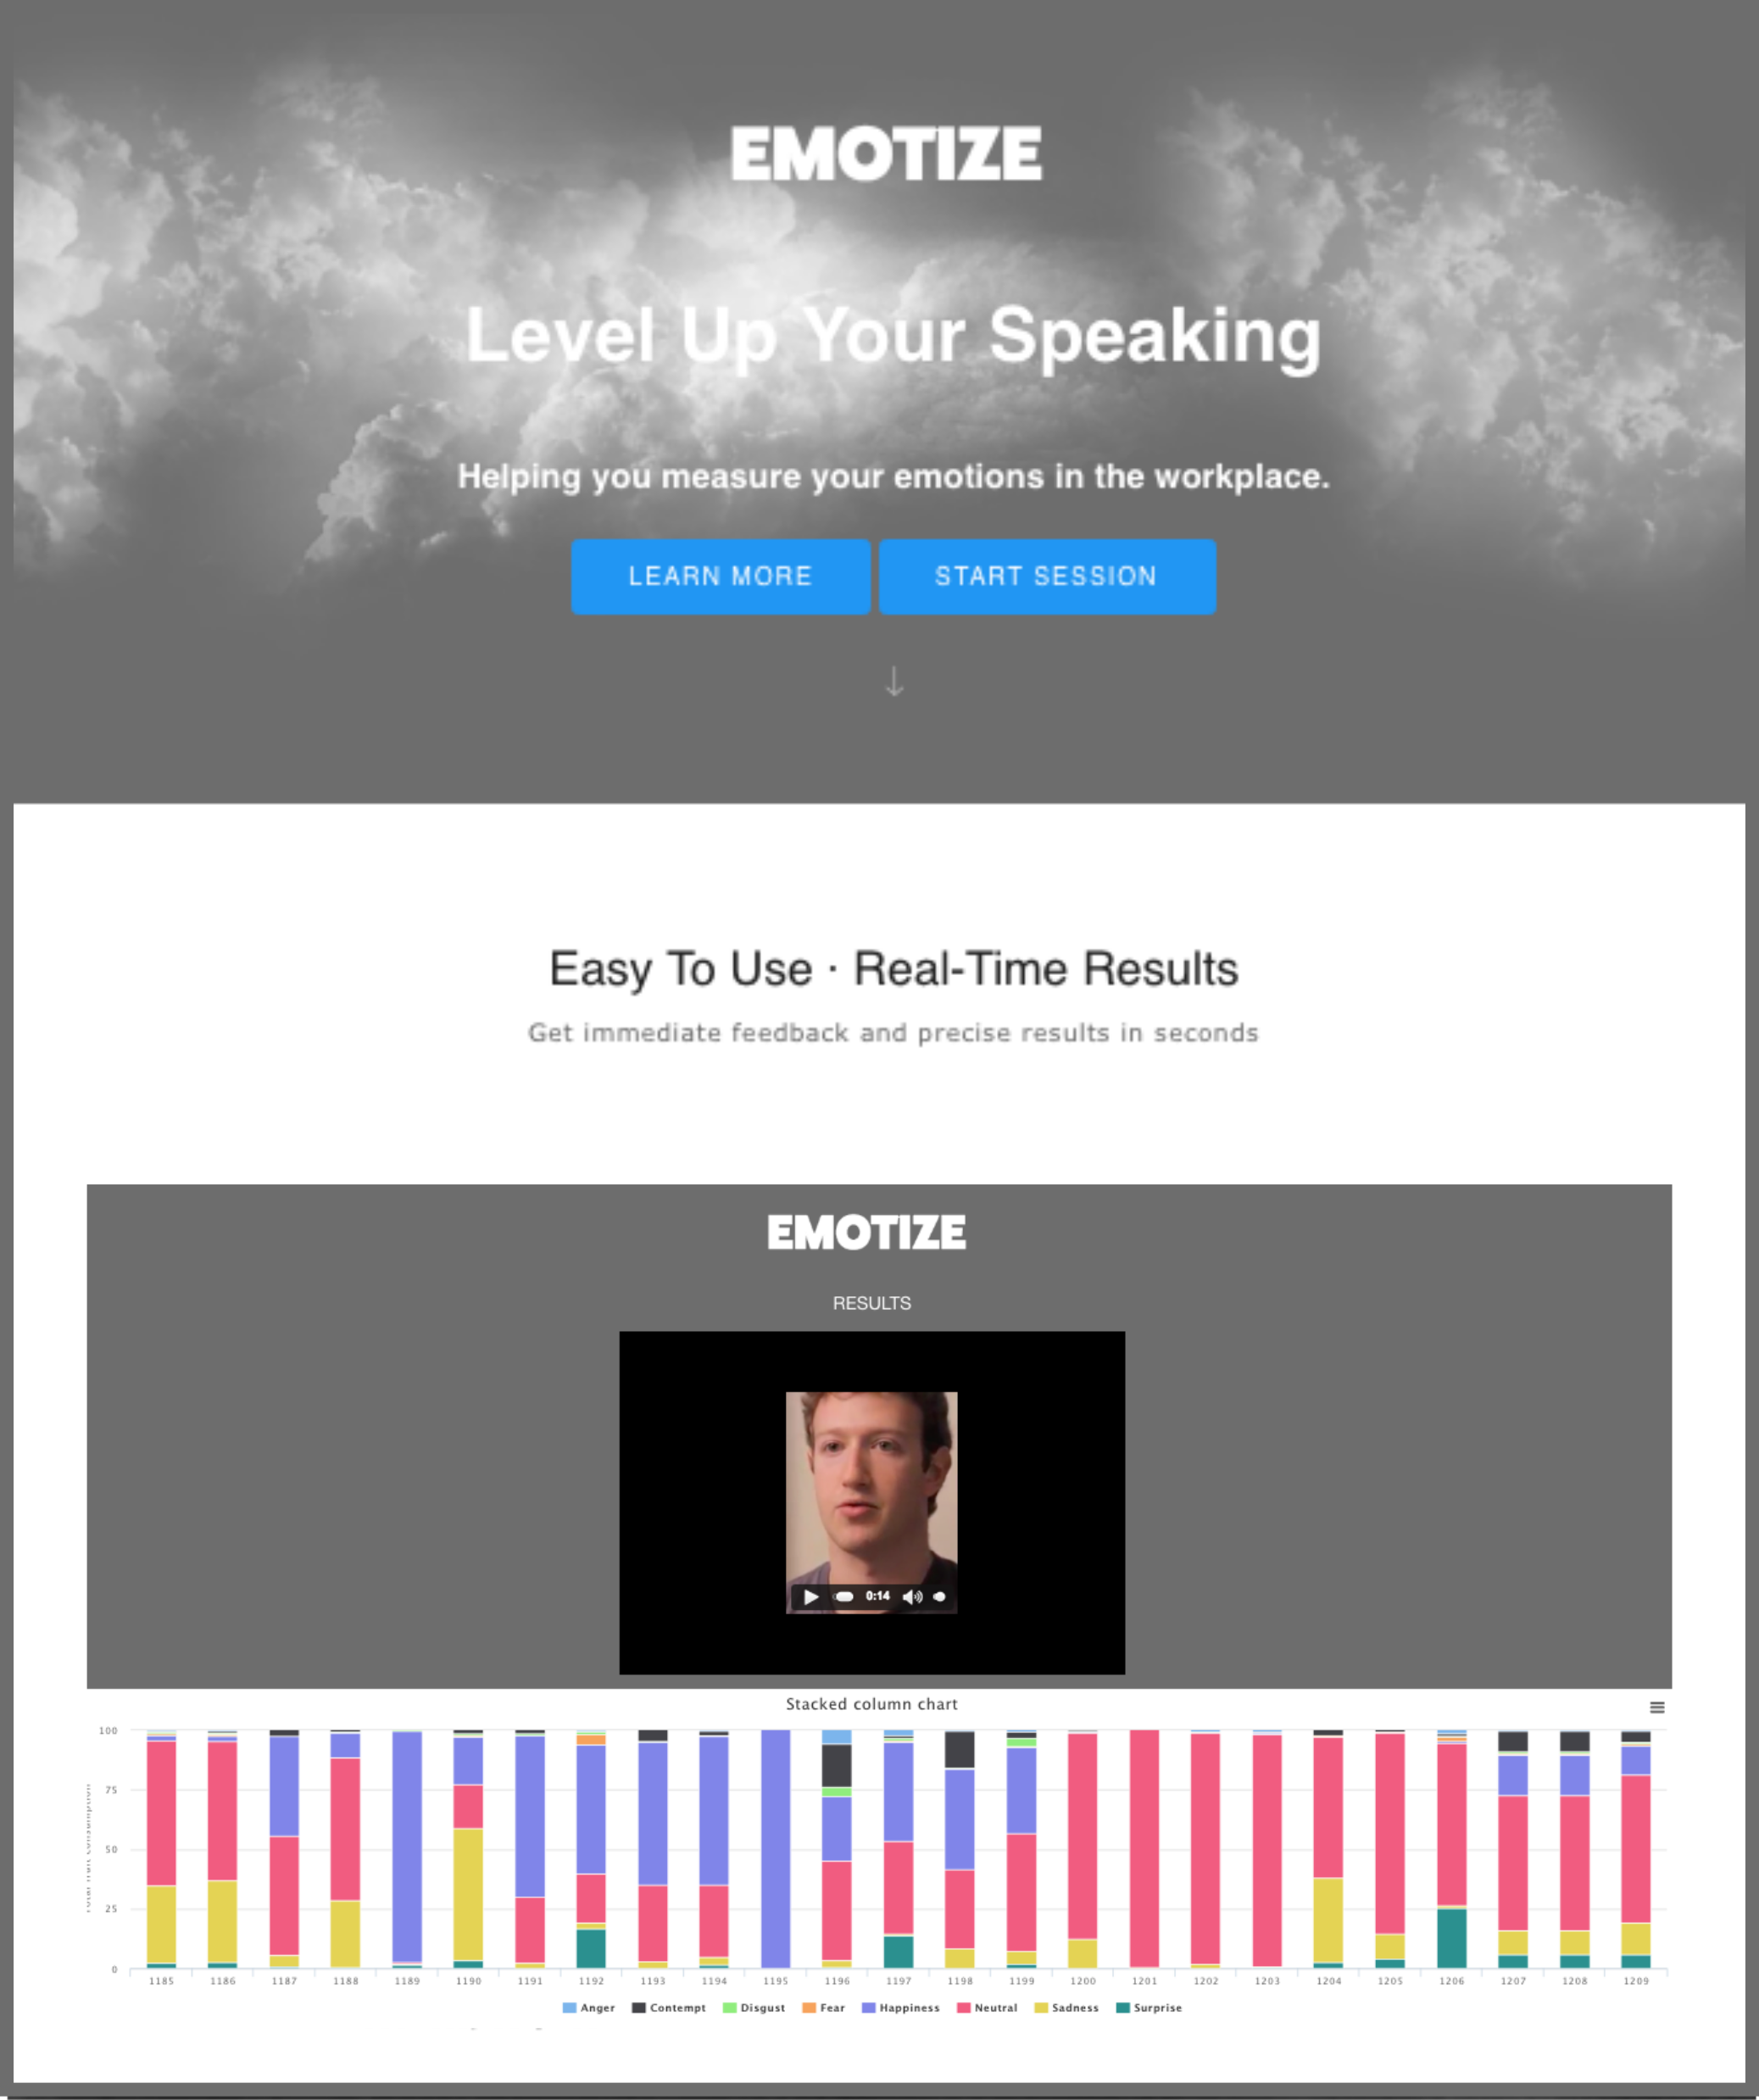 EMOTIZE
Level Up Your Speaking
Helping you measure your emotions in the workplace.
LEARN MORE
START SESSION
↓
Easy To Use · Real-Time Results
Get immediate feedback and precise results in seconds
EMOTIZE
RESULTS
0:14
Stacked column chart
100
75
50
25
0
1185 1186 1187 1188 1189 1190 1191 1192 1193 1194 1195 1196 1197 1198 1199 1200 1201 1202 1203 1204 1205 1206 1207 1208 1209
Anger Contempt Disgust Fear Happiness Neutral Sadness Surprise